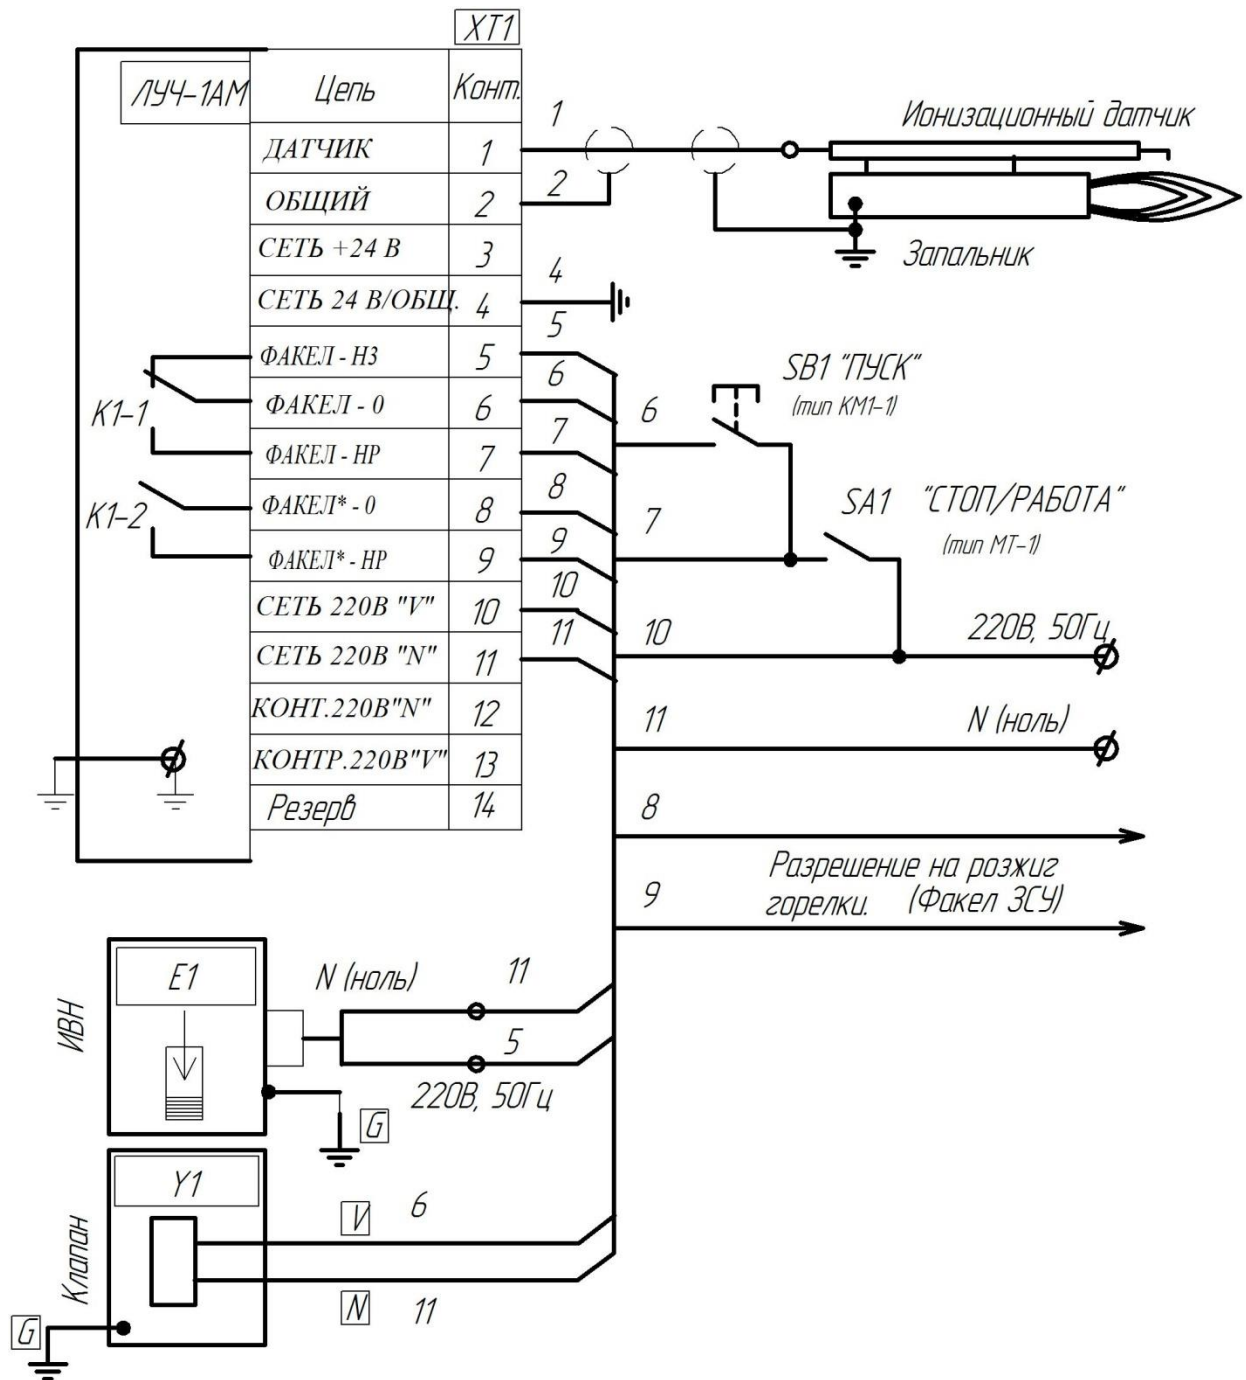 XT1
ЛУЧ-1АМ
Цепь
Конт.
ДАТЧИК
1
ОБЩИЙ
2
СЕТЬ +24 В
3
СЕТЬ 24 В/ОБЩ.
4
ФАКЕЛ - НЗ
5
ФАКЕЛ - 0
6
ФАКЕЛ - НР
7
ФАКЕЛ* - 0
8
ФАКЕЛ* - НР
9
СЕТЬ 220В "V"
10
СЕТЬ 220В "N"
11
КОНТ.220В"N"
12
КОНТР.220В"V"
13
Резерв
14
К1-1
К1-2
1
2
4
5
6
7
8
9
10
11
Ионизационный датчик
Запальник
6
SB1 "ПУСК"
(тип КМ1-1)
7
SA1 "СТОП/РАБОТА"
(тип МТ-1)
10
220В, 50Гц
11
N (ноль)
8
Разрешение на розжиг
горелки. (Факел ЗСУ)
9
ИВН
E1
N (ноль)
11
5
220В, 50Гц
G
Клапан
Y1
V
6
N
11
G